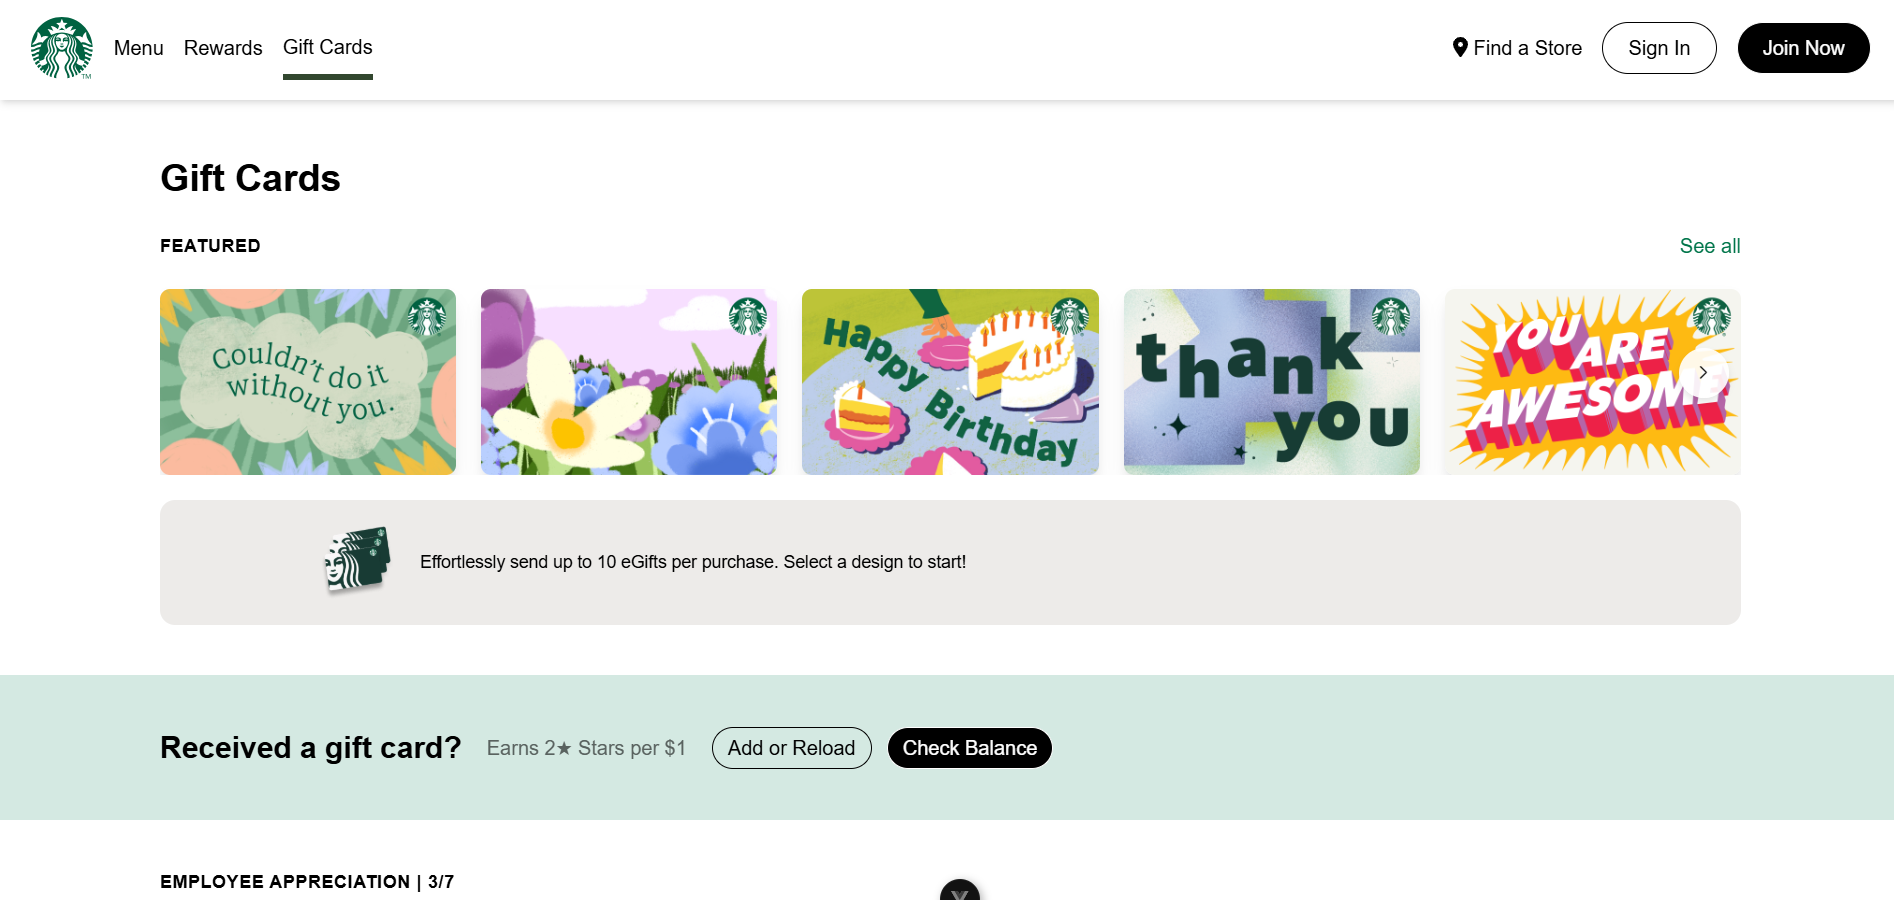 Menu
Rewards
Gift Cards
Find a Store
Sign In
Join Now
TM
Gift Cards
FEATURED
See all
Couldn't do it
without you.
Happy
Birthday
thank
you
YOU
ARE
AWESOME
Effortlessly send up to 10 eGifts per purchase. Select a design to start!
Received a gift card?
Earns 2★ Stars per $1
Add or Reload
Check Balance
EMPLOYEE APPRECIATION | 3/7